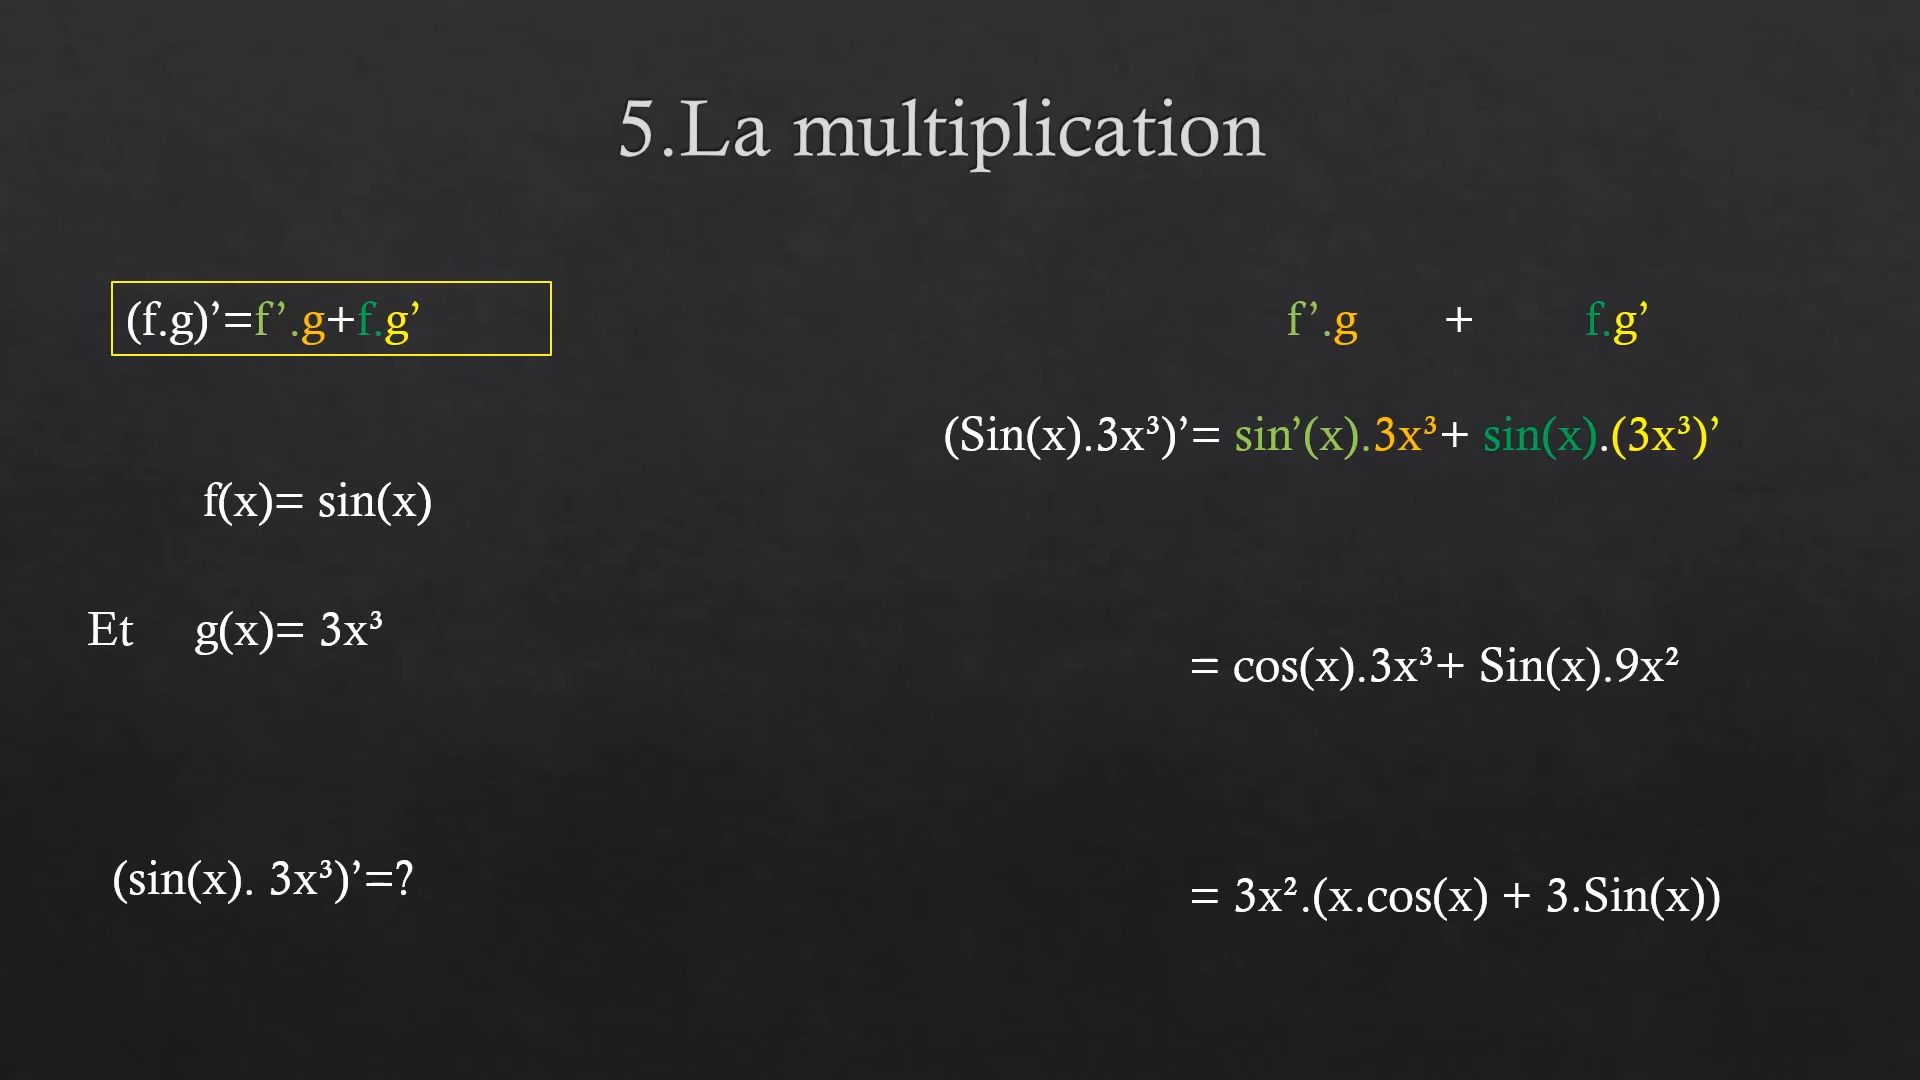 5.La multiplication
(f.g)’=f’.g+f.g’
f(x)= sin(x)
Et g(x)= 3x³
(sin(x). 3x³)’=?
f’.g + f.g’
(Sin(x).3x³)’= sin’(x).3x³+ sin(x).(3x³)’
= cos(x).3x³+ Sin(x).9x²
= 3x².(x.cos(x) + 3.Sin(x))